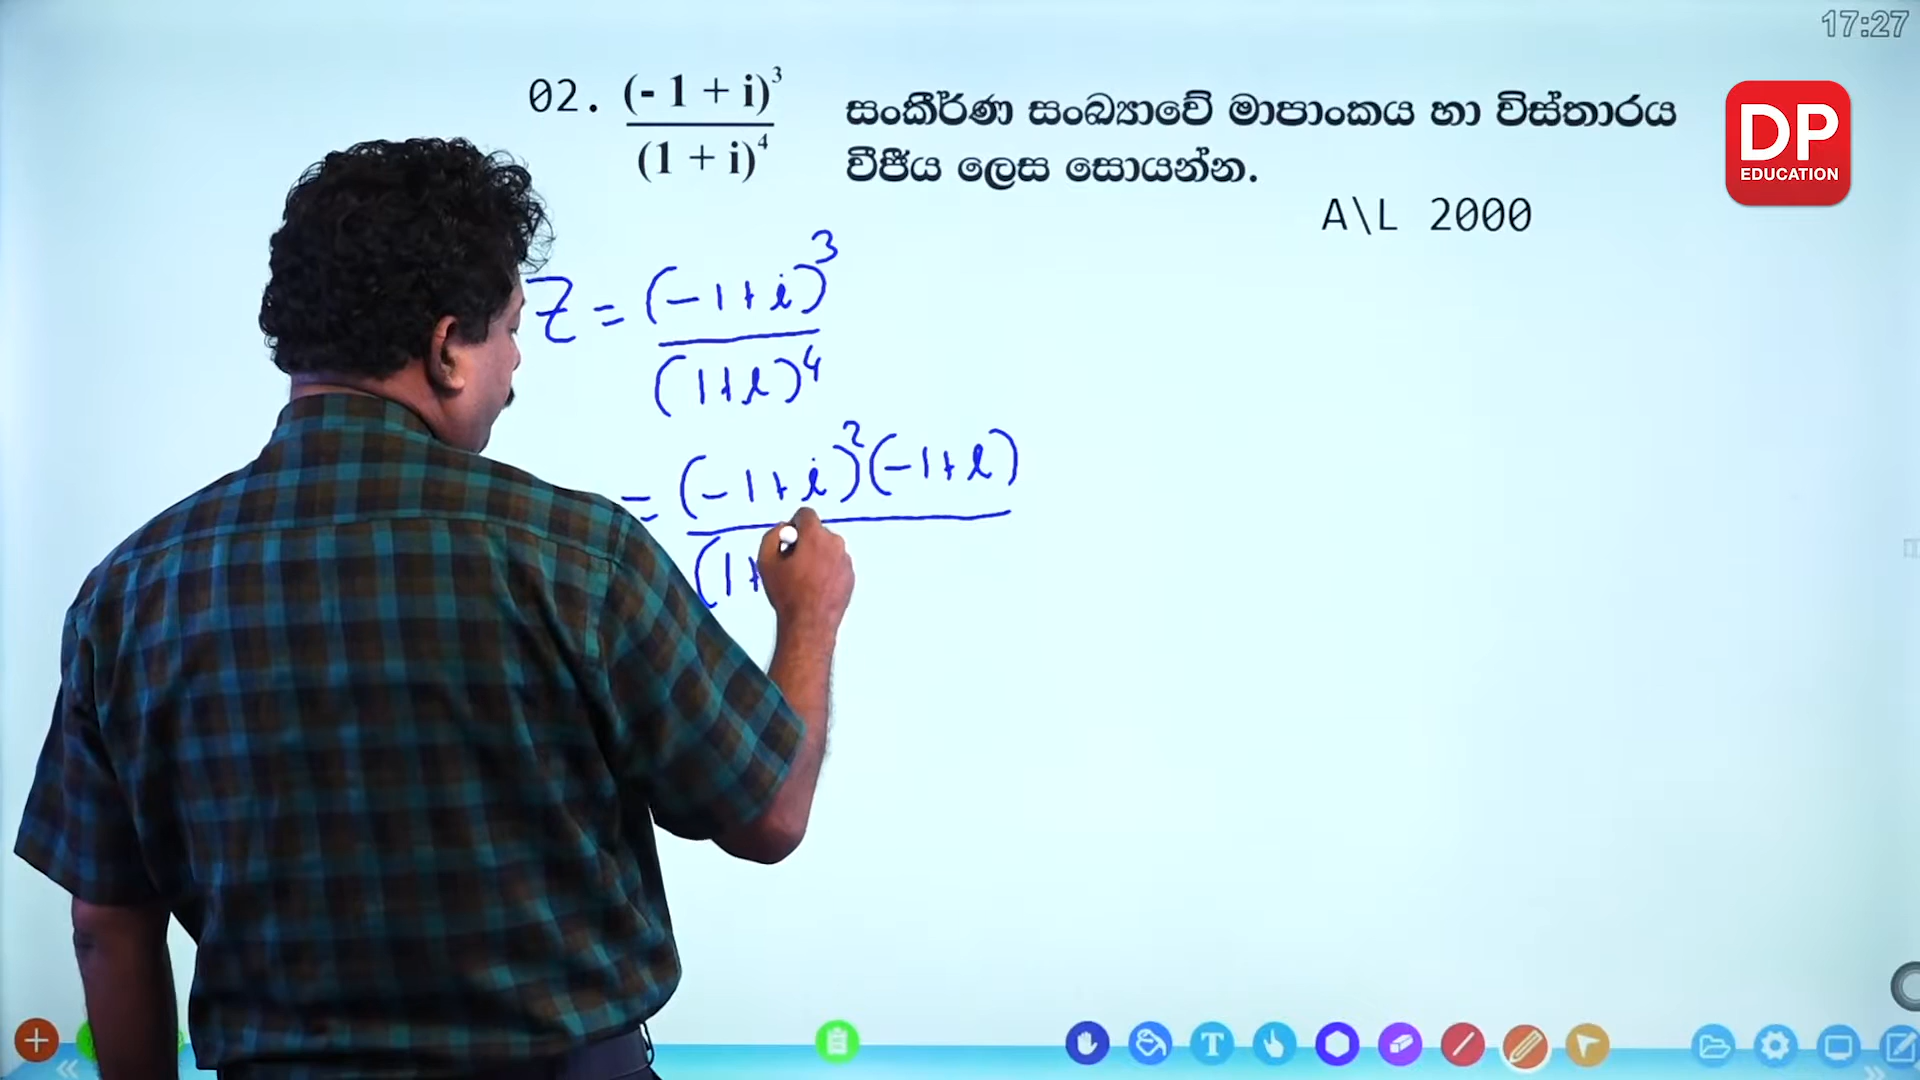 17:27
02. (- 1 + i)³ / (1 + i)⁴ සංකීර්ණ සංඛ්‍යාවේ මාපාංකය හා විස්තාරය
වීජීය ලෙස සොයන්න.
A\L 2000
DP
EDUCATION
Z = (-1+i)³ / (1+i)⁴
= (-1+i)²(-1+i) / (1+